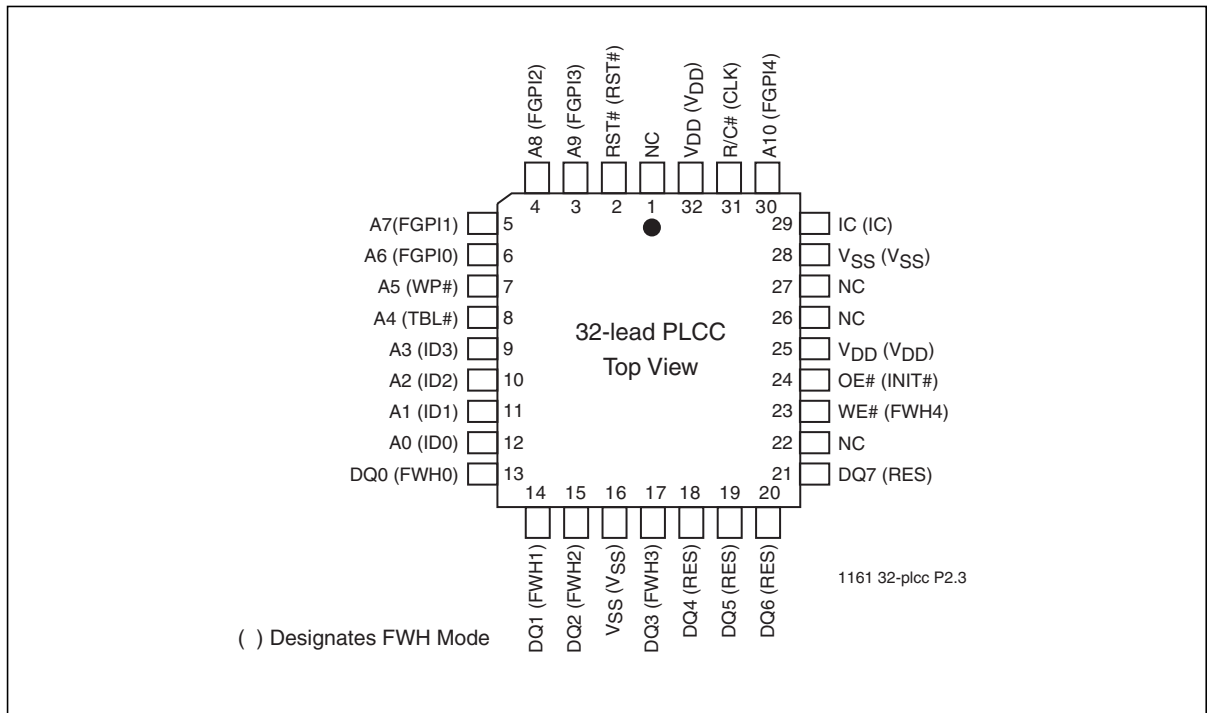 A8 (FGPI2)
A9 (FGPI3)
RST# (RST#)
NC
VDD (VDD)
R/C# (CLK)
A10 (FGPI4)
4
3
2
1
32
31
30
A7(FGPI1)
5
A6 (FGPI0)
6
A5 (WP#)
7
A4 (TBL#)
8
A3 (ID3)
9
A2 (ID2)
10
A1 (ID1)
11
A0 (ID0)
12
DQ0 (FWH0)
13
32-lead PLCC
Top View
29
IC (IC)
28
VSS (VSS)
27
NC
26
NC
25
VDD (VDD)
24
OE# (INIT#)
23
WE# (FWH4)
22
NC
21
DQ7 (RES)
14
15
16
17
18
19
20
DQ1 (FWH1)
DQ2 (FWH2)
VSS (VSS)
DQ3 (FWH3)
DQ4 (RES)
DQ5 (RES)
DQ6 (RES)
1161 32-plcc P2.3
( ) Designates FWH Mode